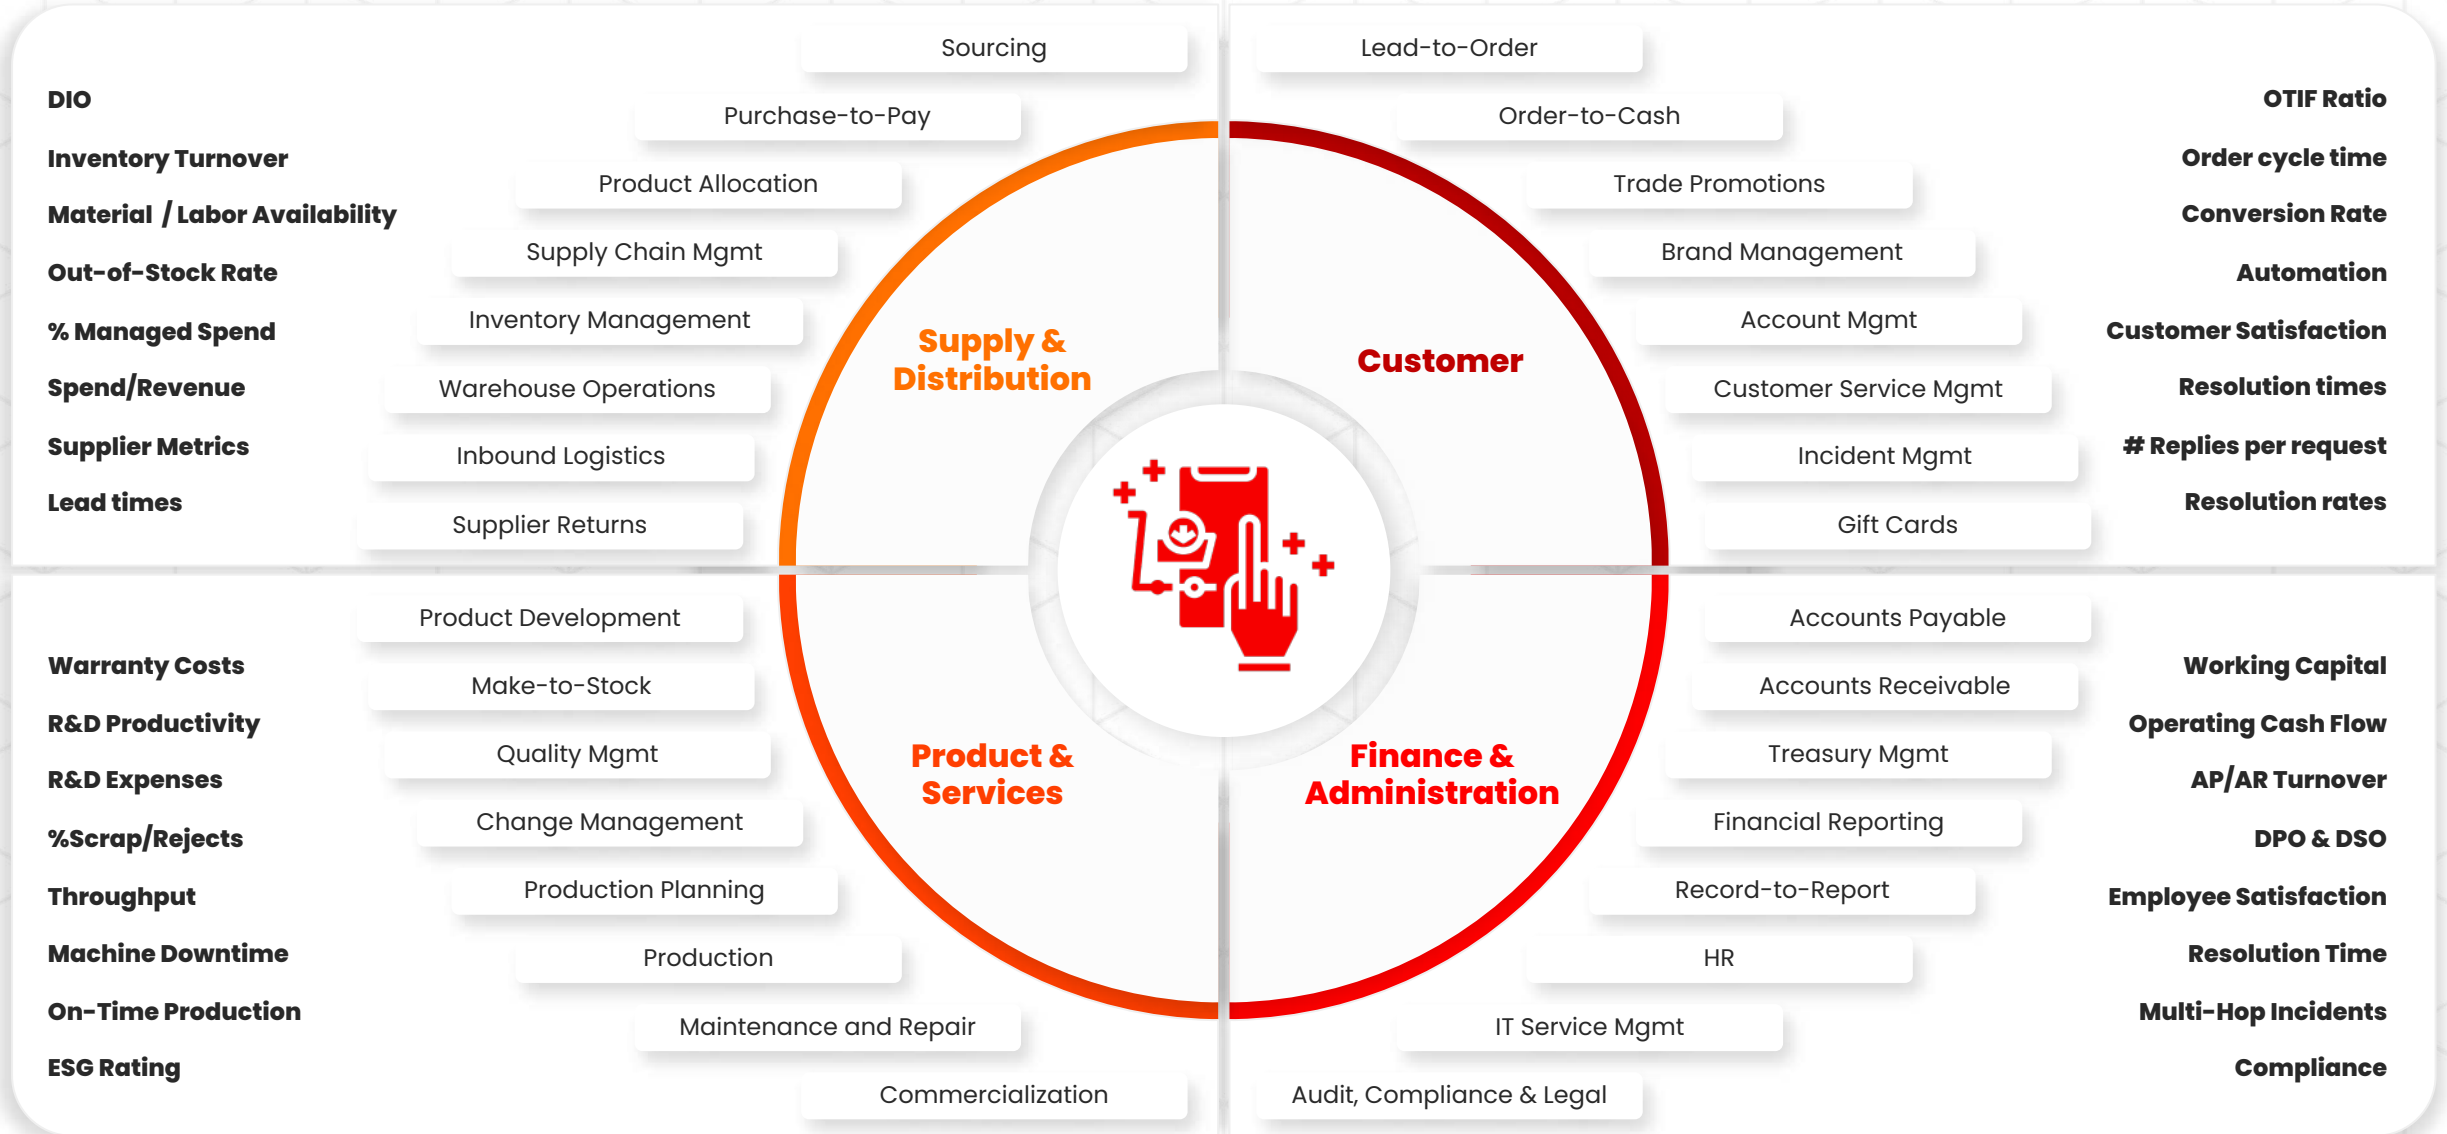 Sourcing
Purchase-to-Pay
Product Allocation
Supply Chain Mgmt
Inventory Management
Warehouse Operations
Inbound Logistics
Supplier Returns
DIO
Inventory Turnover
Material / Labor Availability
Out-of-Stock Rate
% Managed Spend
Spend/Revenue
Supplier Metrics
Lead times
Supply &
Distribution
Lead-to-Order
Order-to-Cash
Trade Promotions
Brand Management
Account Mgmt
Customer Service Mgmt
Incident Mgmt
Gift Cards
OTIF Ratio
Order cycle time
Conversion Rate
Automation
Customer Satisfaction
Resolution times
# Replies per request
Resolution rates
Customer
Product Development
Make-to-Stock
Quality Mgmt
Change Management
Production Planning
Production
Maintenance and Repair
Commercialization
Warranty Costs
R&D Productivity
R&D Expenses
%Scrap/Rejects
Throughput
Machine Downtime
On-Time Production
ESG Rating
Product &
Services
Accounts Payable
Accounts Receivable
Treasury Mgmt
Financial Reporting
Record-to-Report
HR
IT Service Mgmt
Audit, Compliance & Legal
Working Capital
Operating Cash Flow
AP/AR Turnover
DPO & DSO
Employee Satisfaction
Resolution Time
Multi-Hop Incidents
Compliance
Finance &
Administration